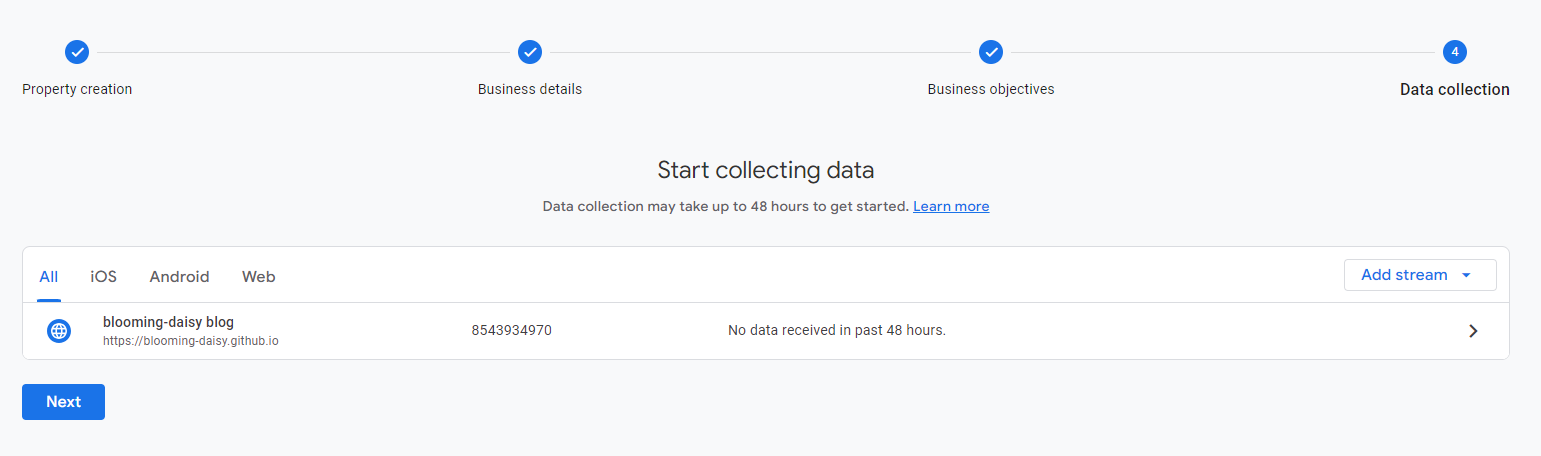 4
Property creation
Business details
Business objectives
Data collection
Start collecting data
Data collection may take up to 48 hours to get started. Learn more
All
iOS
Android
Web
Add stream
blooming-daisy blog
https://blooming-daisy.github.io
8543934970
No data received in past 48 hours.
Next